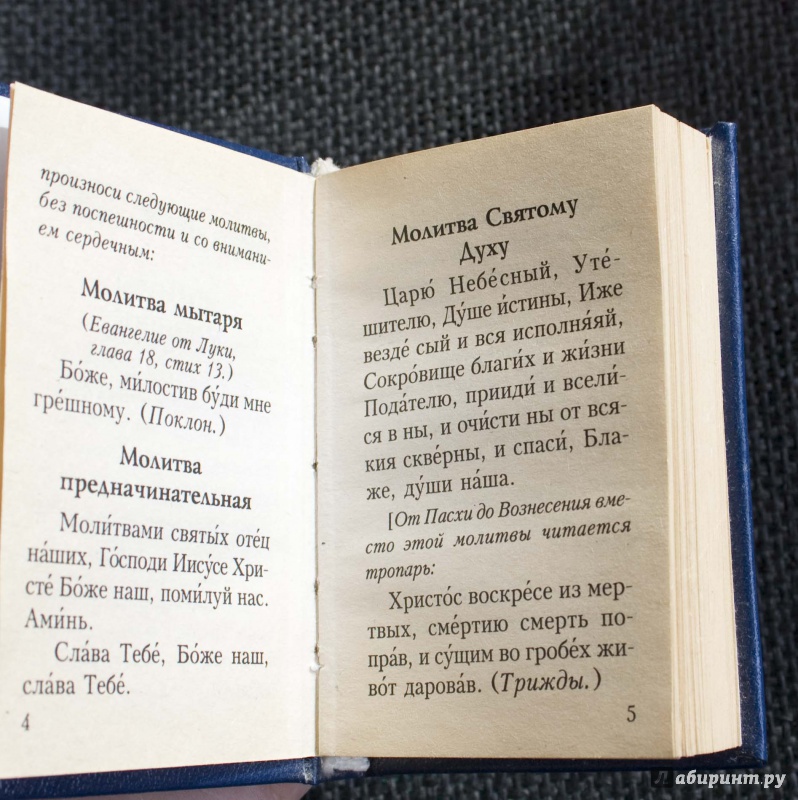 произноси следующие молитвы,
без поспешности и со внимани-
ем сердечным:
Молитва мытаря
(Евангелие от Луки,
глава 18, стих 13.)
Бо́же, ми́лостив бу́ди мне
гре́шному. (Поклон.)
Молитва
предначинательная
Моли́твами святы́х оте́ц
на́ших, Го́споди Иису́се Хри-
сте́ Бо́же наш, поми́луй нас.
Ами́нь.
Сла́ва Тебе́, Бо́же наш,
сла́ва Тебе́.
4
Молитва Святому
Духу
Царю́ Небе́сный, Уте́-
шителю, Ду́ше и́стины, И́же
везде́ сый и вся исполня́яй,
Сокро́вище благи́х и жи́зни
Пода́телю, прииди́ и всели́-
ся в ны, и очи́сти ны от вся́-
кия скве́рны, и спаси́, Бла́-
же, ду́ши на́ша.
[От Пасхи до Вознесения вме-
сто этой молитвы читается
тропарь:
Христо́с воскре́се из ме́р-
твых, сме́ртию смерть по-
пра́в, и су́щим во гробе́х жи-
во́т дарова́в. (Трижды.)
5
лабиринт.ру